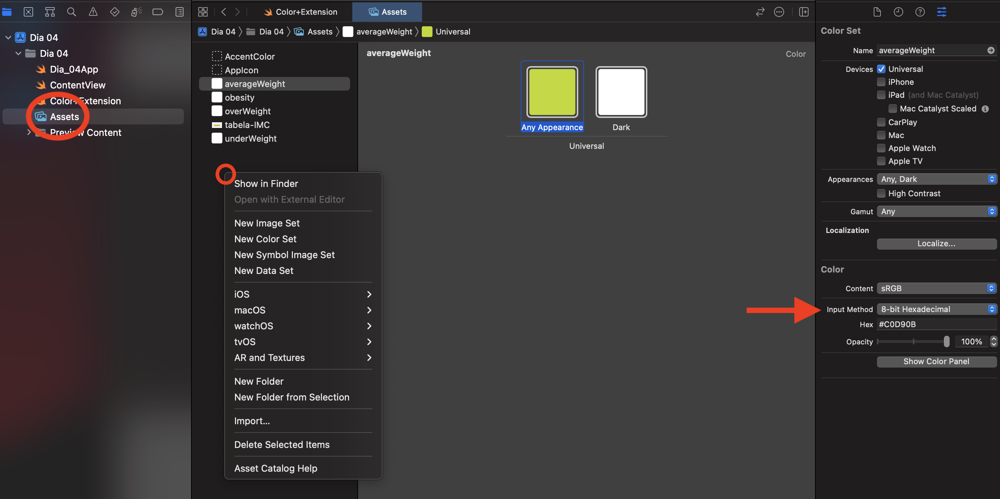 Color+Extension
Assets
Dia 04
Dia 04
Dia_04App
ContentView
Color+Extension
Assets
Preview Content
Dia 04
Dia 04
Assets
averageWeight
Universal
AccentColor
AppIcon
averageWeight
obesity
overWeight
tabela-IMC
underWeight
Show in Finder
Open with External Editor
New Image Set
New Color Set
New Symbol Image Set
New Data Set
iOS
macOS
watchOS
tvOS
AR and Textures
New Folder
New Folder from Selection
Import...
Delete Selected Items
Asset Catalog Help
averageWeight
Color
Any Appearance
Dark
Universal
Color Set
Name averageWeight
Devices Universal
iPhone
iPad (and Mac Catalyst)
Mac Catalyst Scaled
CarPlay
Mac
Apple Watch
Apple TV
Appearances Any, Dark
High Contrast
Gamut Any
Localization
Localize...
Color
Content sRGB
Input Method 8-bit Hexadecimal
Hex #C0D90B
Opacity 100%
Show Color Panel